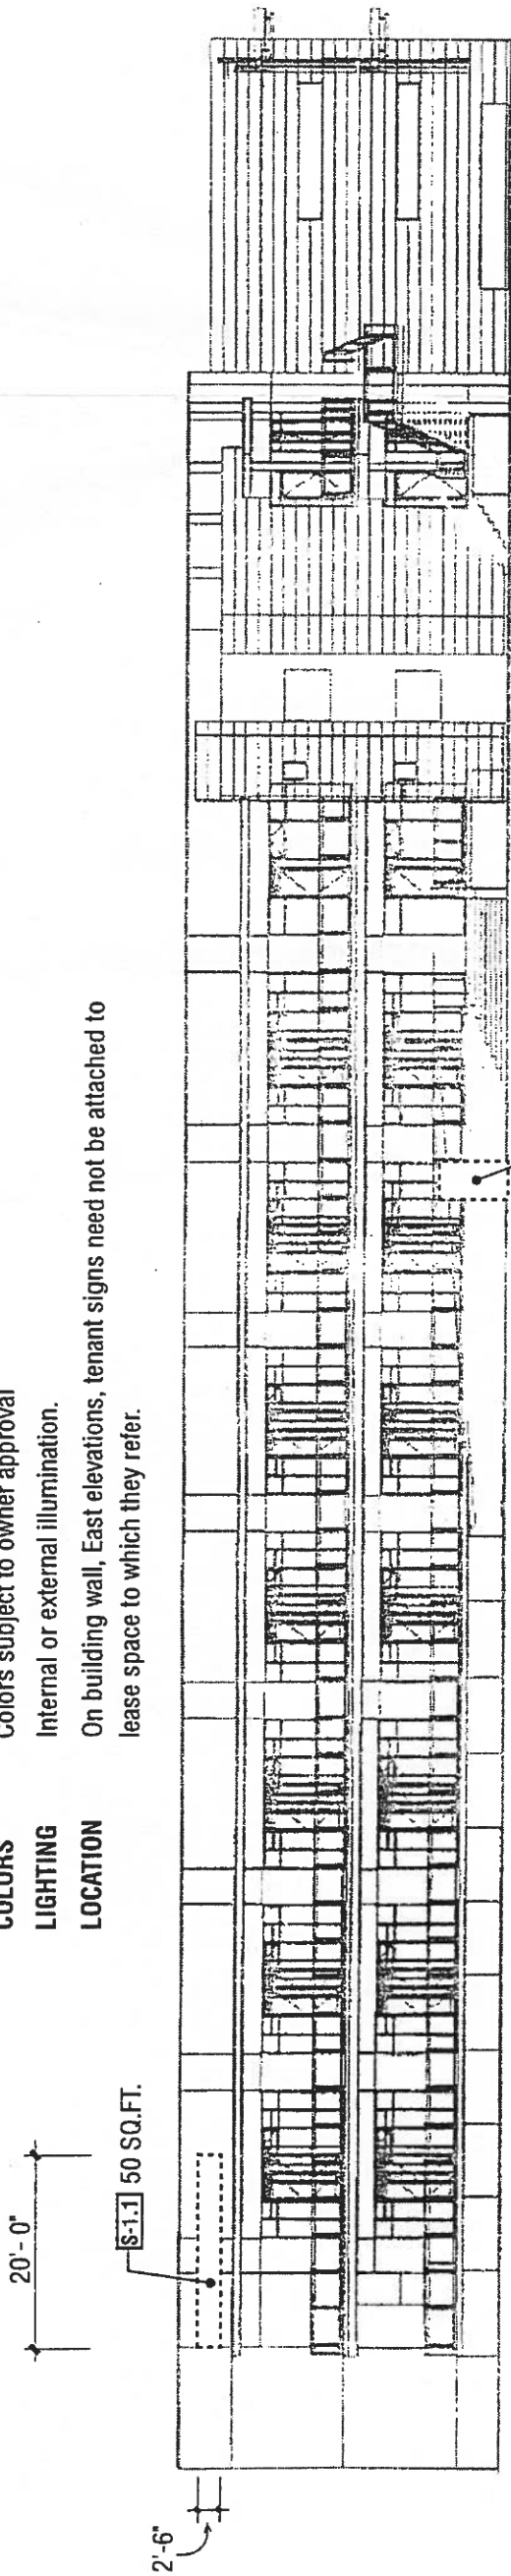 COLORS Colors subject to owner approval
LIGHTING Internal or external illumination.
LOCATION On building wall, East elevations, tenant signs need not be attached to
lease space to which they refer.
20'- 0"
S-1.1 50 SQ.FT.
2'-6"